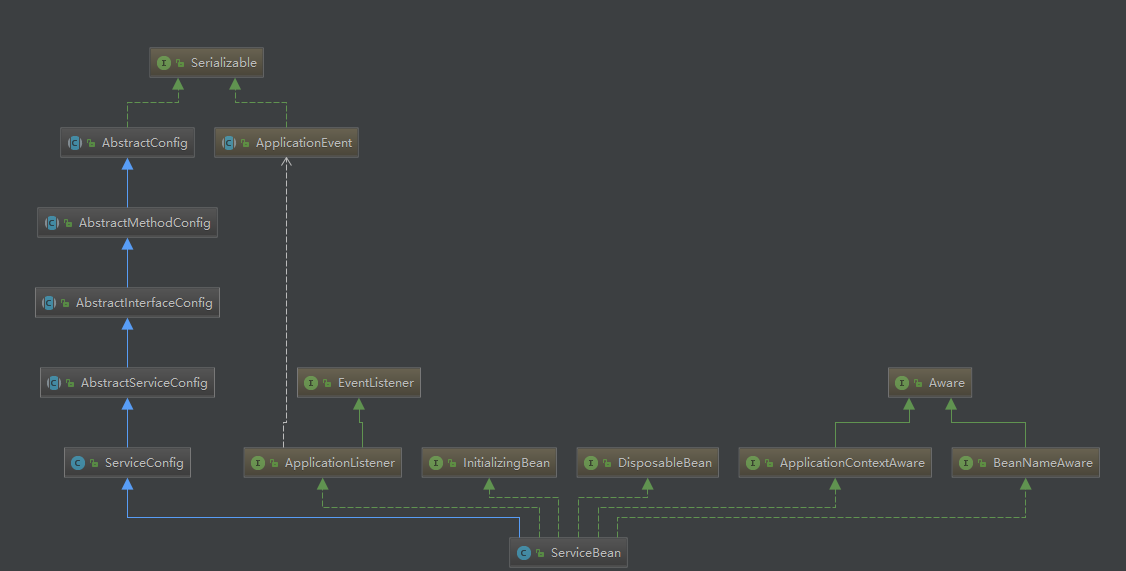 Serializable
AbstractConfig
ApplicationEvent
AbstractMethodConfig
AbstractInterfaceConfig
AbstractServiceConfig
EventListener
Aware
ServiceConfig
ApplicationListener
InitializingBean
DisposableBean
ApplicationContextAware
BeanNameAware
ServiceBean